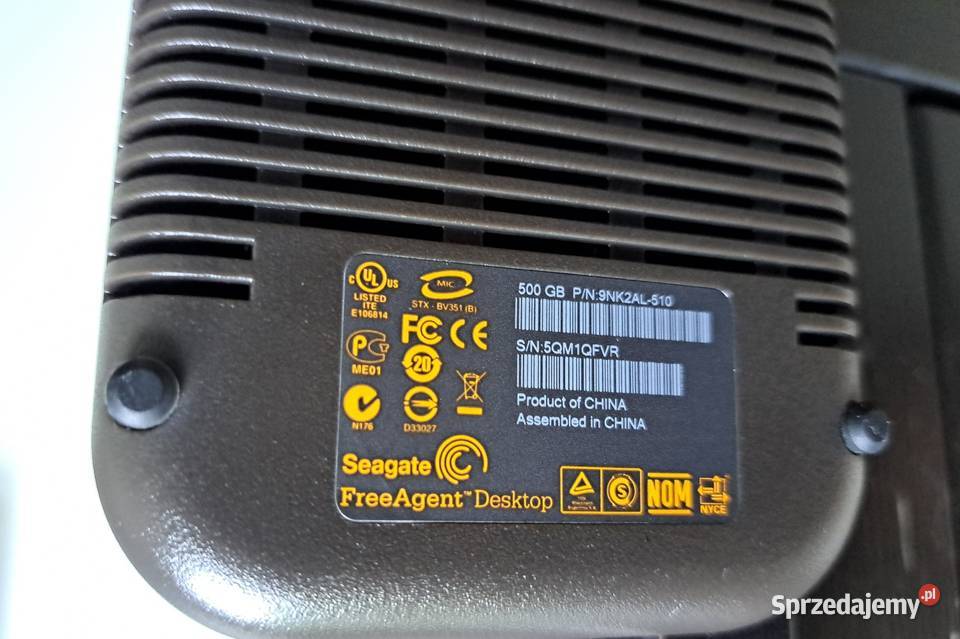 c UL US
LISTED
ITE
E106814
MIC
STX - BV351 (B)
FC CE
PG
ME01
20
N176
D33027
500 GB P/N:9NK2AL-510
S/N:5QM1QFVR
Product of CHINA
Assembled in CHINA
Seagate
FreeAgent™ Desktop
S
NOM
NYCE
Sprzedajemy.pl